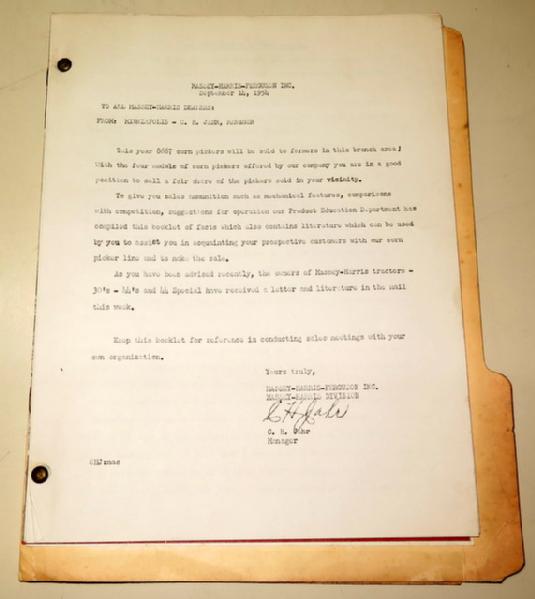 MASSEY-HARRIS-FERGUSON INC.
September 14, 1954
TO ALL MASSEY-HARRIS DEALERS:
FROM: MINNEAPOLIS - C. H. JAHR, MANAGER
This year 8667 corn pickers will be sold to farmers in this branch area;
With the four models of corn pickers offered by our company you are in a good
position to sell a fair share of the pickers sold in your vicinity.
To give you sales ammunition such as mechanical features, comparisons
with competition, suggestions for operation our Product Education Department has
compiled this booklet of facts which also contains literature which can be used
by you to assist you in acquainting your prospective customers with our corn
picker line and to make the sale.
As you have been advised recently, the owners of Massey-Harris tractors -
30's - 44's and 44 Special have received a letter and literature in the mail
this week.
Keep this booklet for reference in conducting sales meetings with your
own organization.
Yours truly,
MASSEY-HARRIS-FERGUSON INC.
MASSEY-HARRIS DIVISION
C H Jahr
C. H. Jahr
Manager